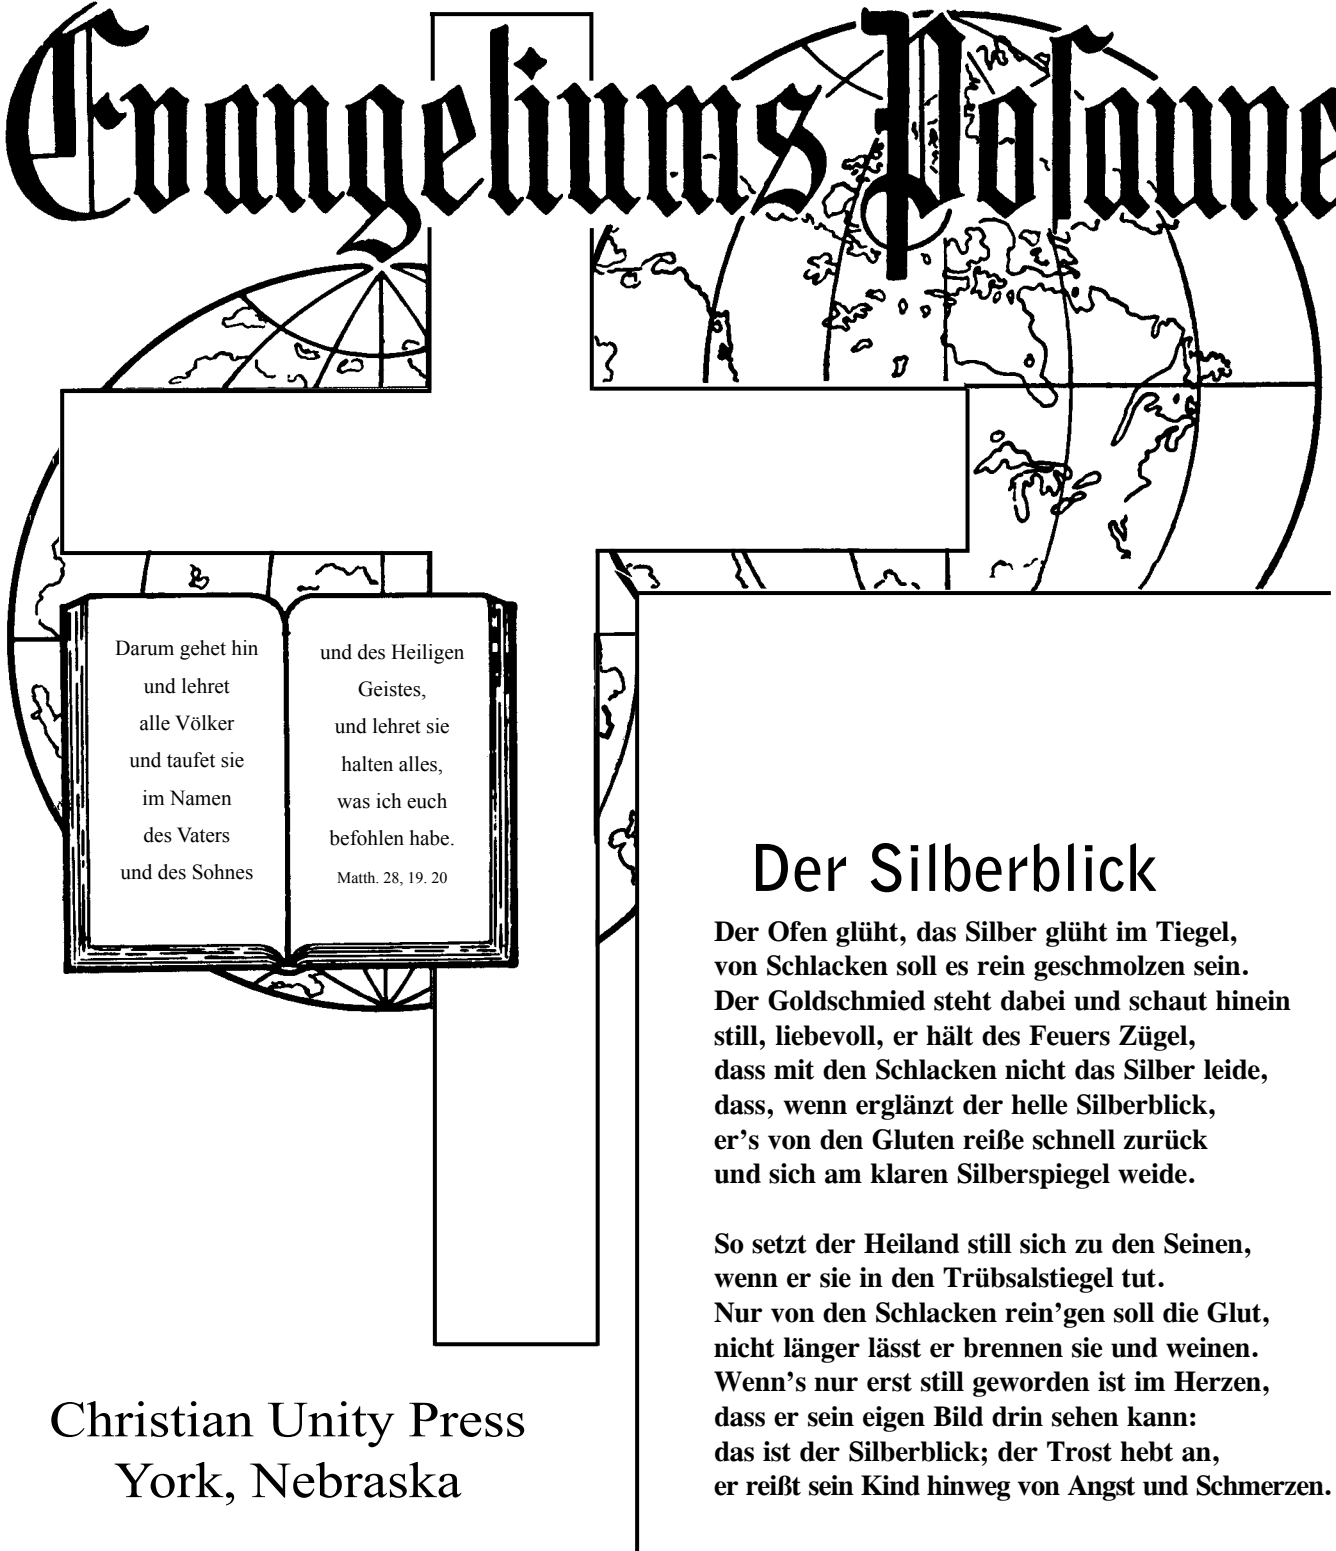 Evangeliums Posaune
Darum gehet hin
und lehret
alle Völker
und taufet sie
im Namen
des Vaters
und des Sohnes
und des Heiligen
Geistes,
und lehret sie
halten alles,
was ich euch
befohlen habe.
Matth. 28, 19. 20
Der Silberblick
Der Ofen glüht, das Silber glüht im Tiegel,
von Schlacken soll es rein geschmolzen sein.
Der Goldschmied steht dabei und schaut hinein
still, liebevoll, er hält des Feuers Zügel,
dass mit den Schlacken nicht das Silber leide,
dass, wenn erglänzt der helle Silberblick,
er’s von den Gluten reiße schnell zurück
und sich am klaren Silberspiegel weide.
So setzt der Heiland still sich zu den Seinen,
wenn er sie in den Trübsalstiegel tut.
Nur von den Schlacken rein’gen soll die Glut,
nicht länger lässt er brennen sie und weinen.
Wenn’s nur erst still geworden ist im Herzen,
dass er sein eigen Bild drin sehen kann:
das ist der Silberblick; der Trost hebt an,
er reißt sein Kind hinweg von Angst und Schmerzen.
Christian Unity Press
York, Nebraska